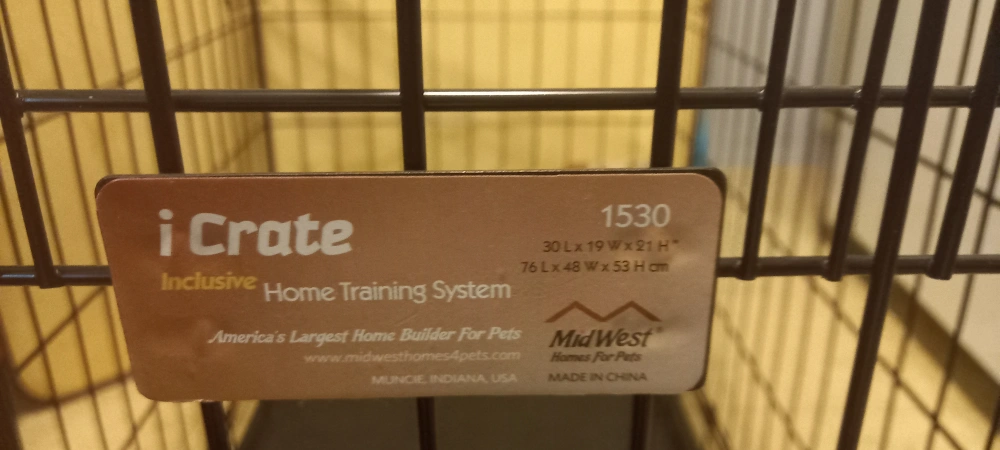 i Crate
Inclusive Home Training System
1530
30 L x 19 W x 21 H"
76 L x 48 W x 53 H cm
America's Largest Home Builder For Pets
www.midwesthomes4pets.com
MUNCIE, INDIANA, USA
MidWest®
Homes For Pets
MADE IN CHINA